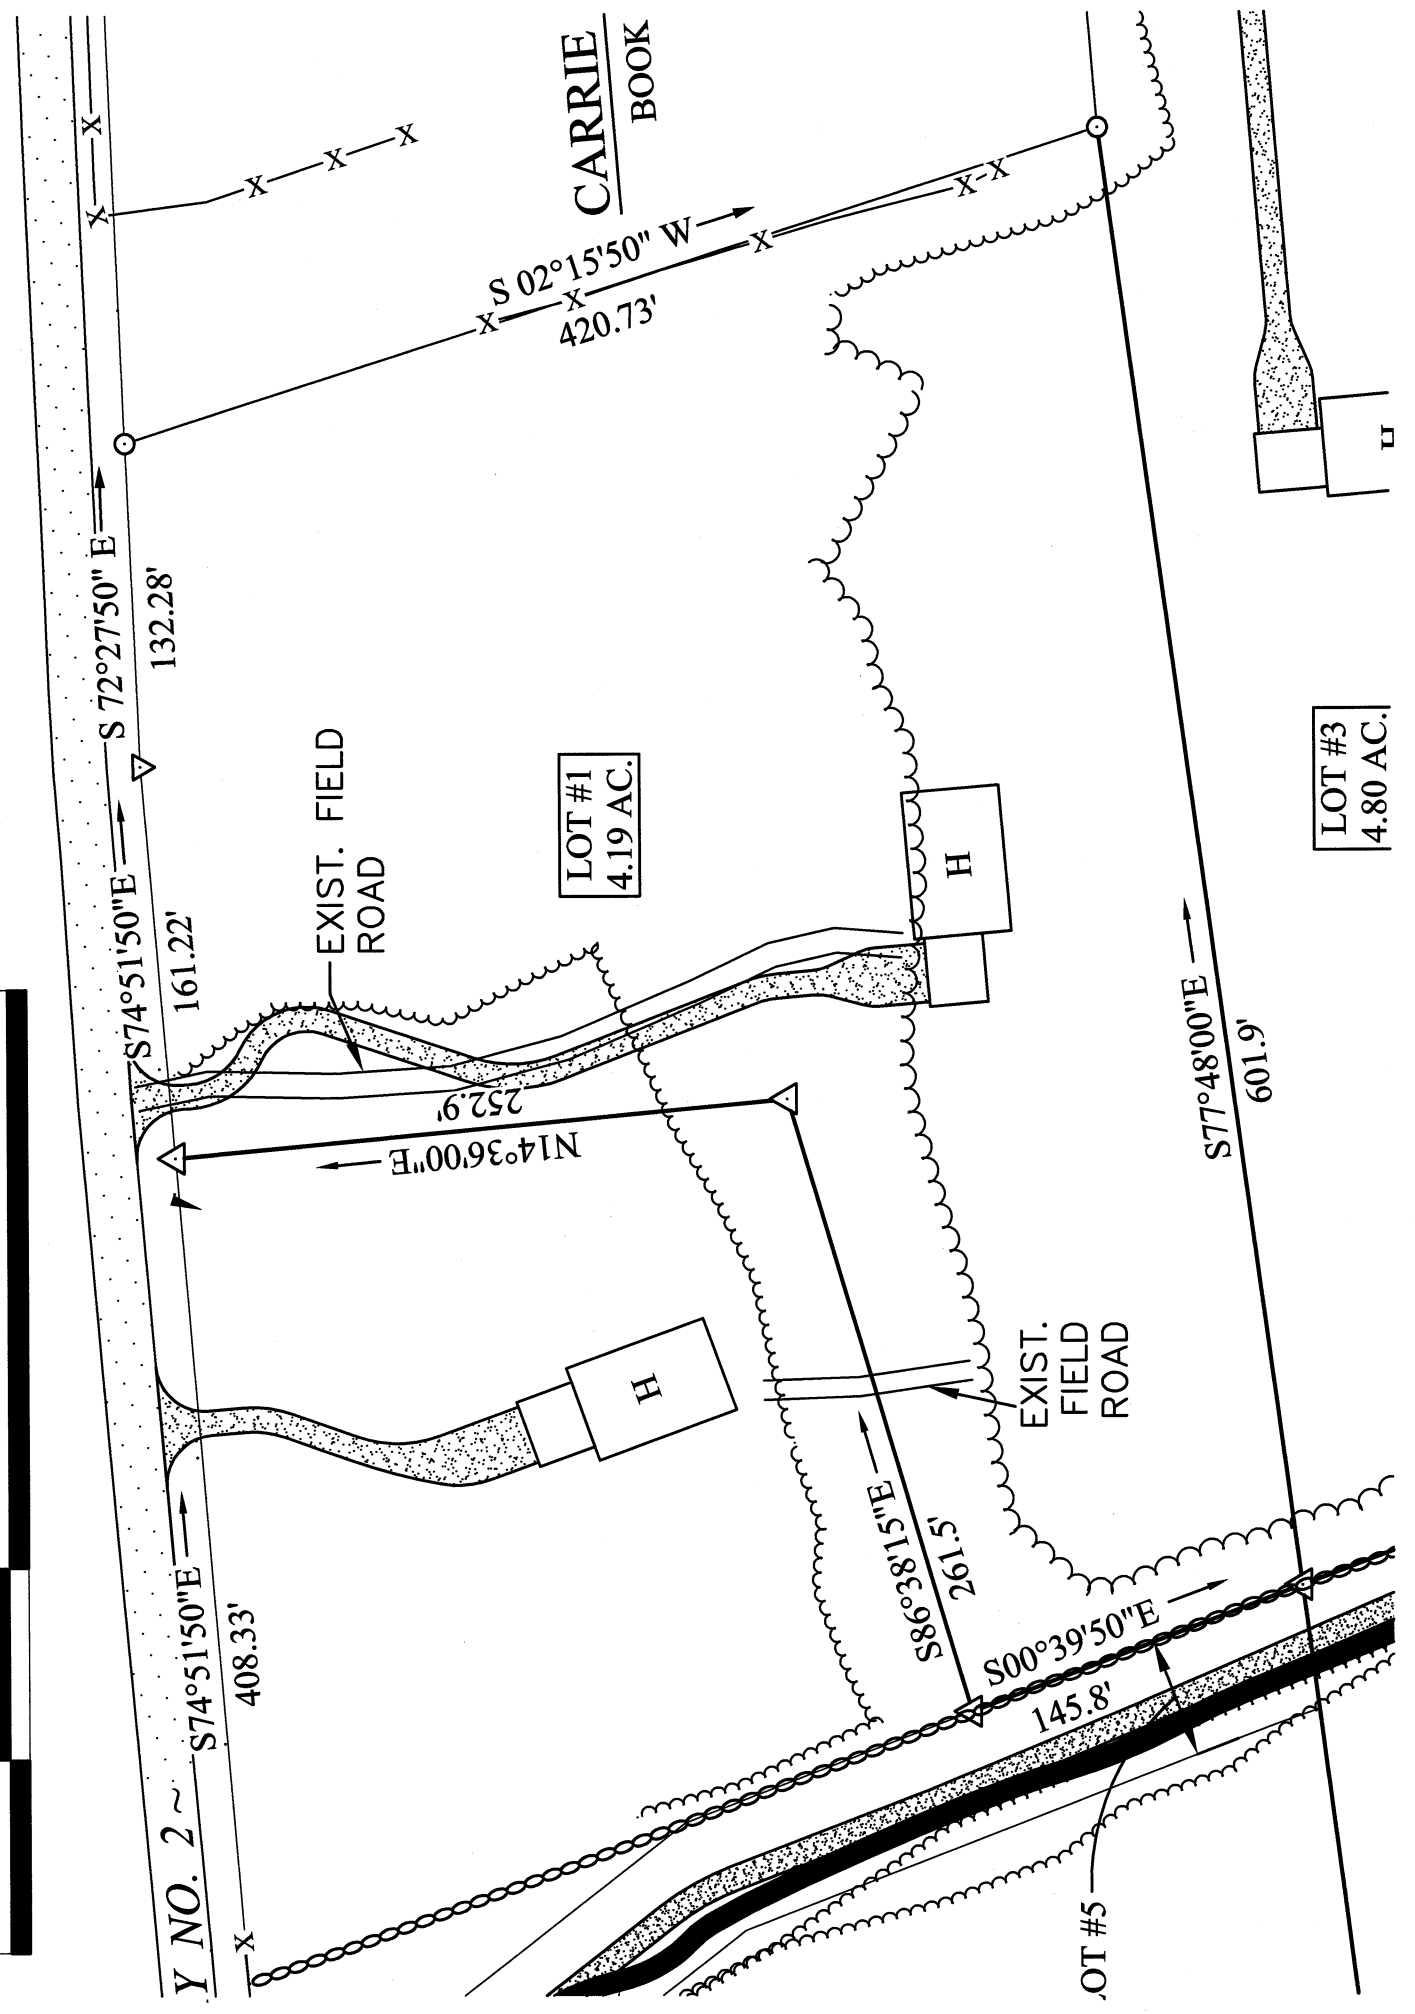 Y NO. 2 ~
S74°51'50"E
408.33'
S74°51'50"E
161.22'
S 72°27'50" E
132.28'
X
X
X
X
X
X
CARRIE
BOOK
S 02°15'50" W
420.73'
X
X
X
X
X
EXIST. FIELD
ROAD
LOT #1
4.19 AC.
N14°36'00"E
252.9'
H
H
S86°38'15"E
261.5'
EXIST.
FIELD
ROAD
S00°39'50"E
145.8'
S77°48'00"E
601.9'
OT #5
LOT #3
4.80 AC.
H